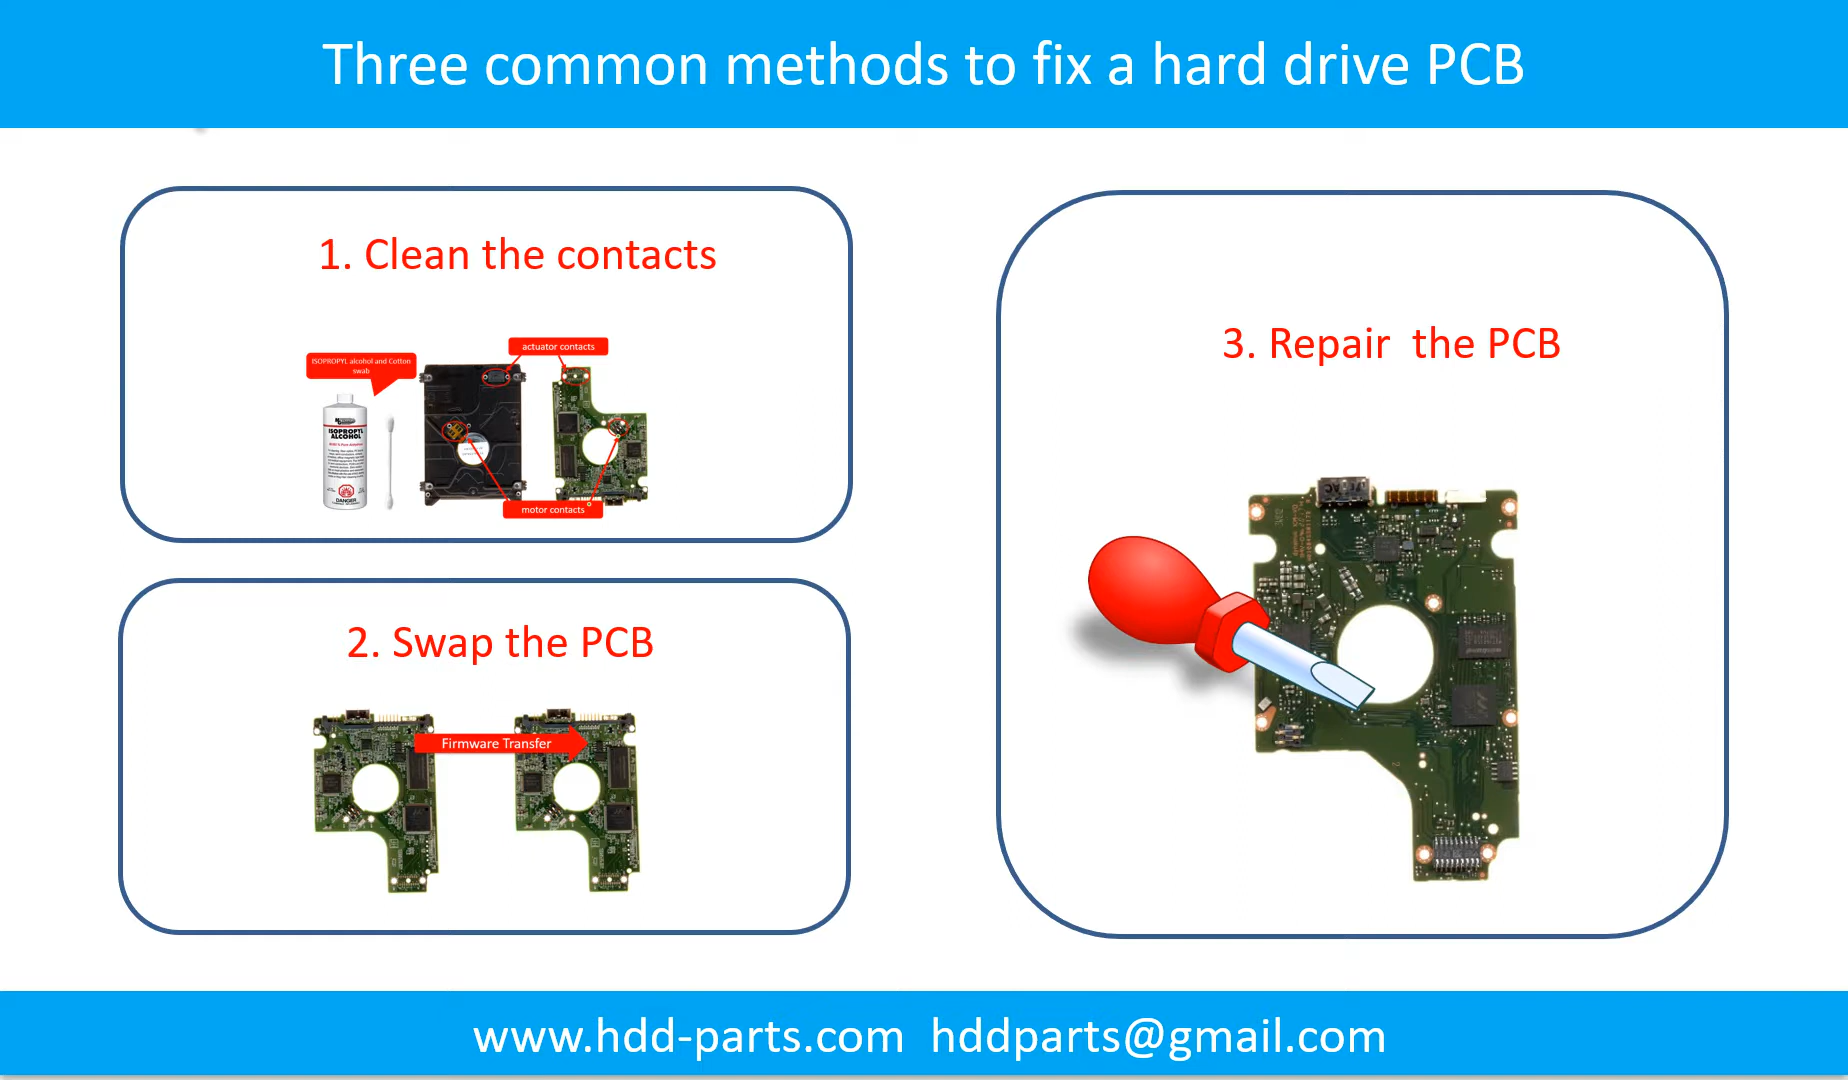 Three common methods to fix a hard drive PCB
1. Clean the contacts
actuator contacts
ISOPROPYL alcohol and Cotton
swab
ISOPROPYL
ALCOHOL
DANGER
motor contacts
2. Swap the PCB
Firmware Transfer
3. Repair  the PCB
www.hdd-parts.com  hddparts@gmail.com